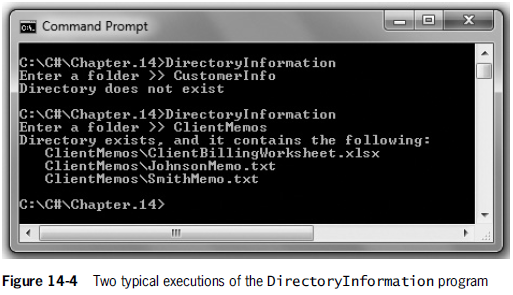 Command Prompt
C:\C#\Chapter.14>DirectoryInformation
Enter a folder >> CustomerInfo
Directory does not exist
C:\C#\Chapter.14>DirectoryInformation
Enter a folder >> ClientMemos
Directory exists, and it contains the following:
ClientMemos\ClientBillingWorksheet.xlsx
ClientMemos\JohnsonMemo.txt
ClientMemos\SmithMemo.txt
C:\C#\Chapter.14>
Figure 14-4 Two typical executions of the DirectoryInformation program